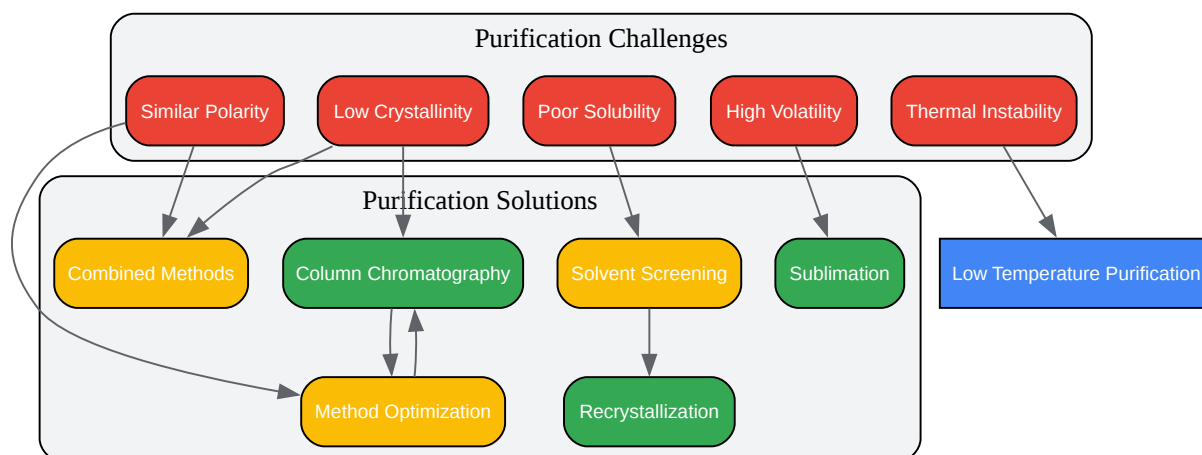 Purification Challenges
Similar Polarity
Low Crystallinity
Poor Solubility
High Volatility
Thermal Instability
Purification Solutions
Combined Methods
Column Chromatography
Solvent Screening
Sublimation
Low Temperature Purification
Method Optimization
Recrystallization